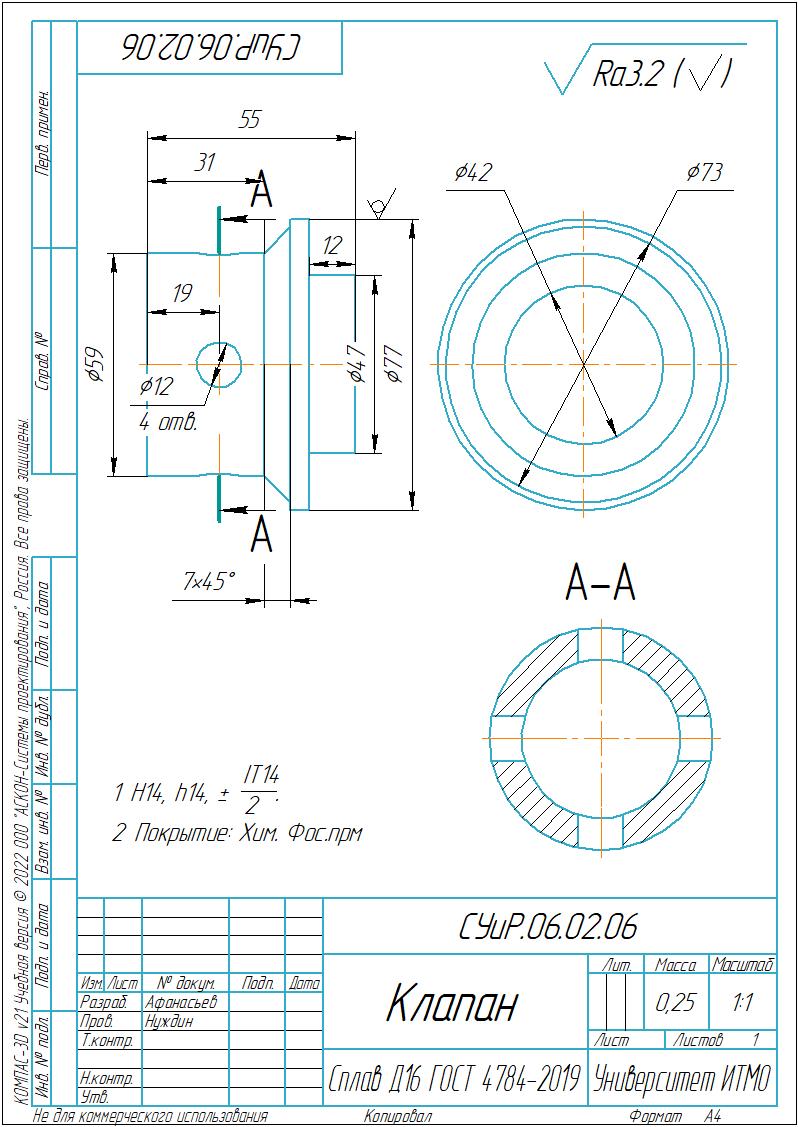 СУиР.06.02.06
Ra3.2 (√)
55
31
А
⌀42
⌀73
12
19
⌀59
⌀12
4 отв.
⌀47
⌀77
А
7×45°
А-А
1 H14, h14, ± IT14/2.
2 Покрытие: Хим. Фос.прм
Перв. примен.
Справ. №
Подп. и дата
Инв. № дубл.
Взам. инв. №
Подп. и дата
Инв. № подл.
КОМПАС-3D v21 Учебная версия © 2022 ООО "АСКОН-Системы проектирования", Россия. Все права защищены.
СУиР.06.02.06
Изм. Лист № докум. Подп. Дата
Разраб. Афанасьев
Пров. Нуждин
Т.контр.
Н.контр.
Утв.
Клапан
Лит. Масса Масштаб
0,25 1:1
Лист Листов 1
Сплав Д16 ГОСТ 4784-2019
Университет ИТМО
Не для коммерческого использования Копировал Формат А4